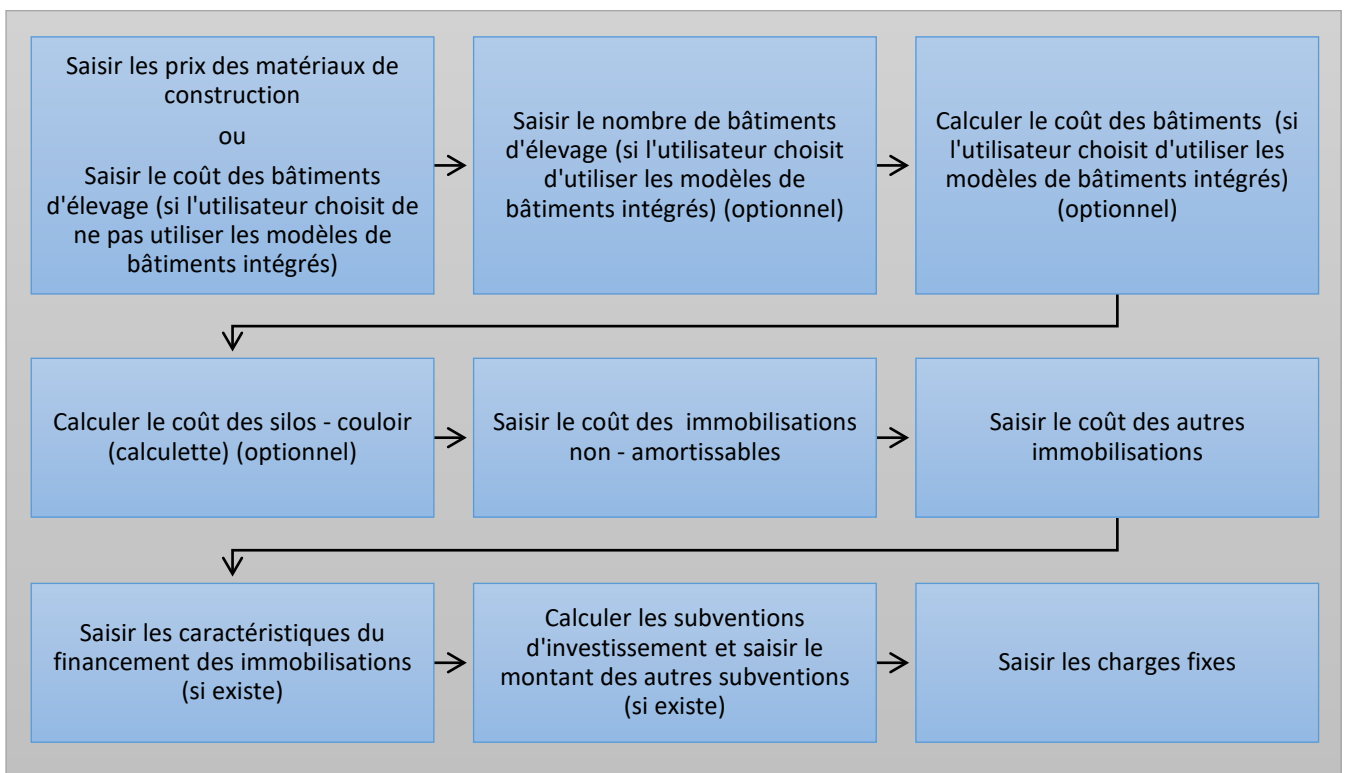 Saisir les prix des matériaux de
construction
ou
Saisir le coût des bâtiments
d'élevage (si l'utilisateur choisit de
ne pas utiliser les modèles de
bâtiments intégrés)
Saisir le nombre de bâtiments
d'élevage (si l'utilisateur choisit
d'utiliser les modèles de
bâtiments intégrés) (optionnel)
Calculer le coût des bâtiments (si
l'utilisateur choisit d'utiliser les
modèles de bâtiments intégrés)
(optionnel)
Calculer le coût des silos - couloir
(calculette) (optionnel)
Saisir le coût des immobilisations
non - amortissables
Saisir le coût des autres
immobilisations
Saisir les caractéristiques du
financement des immobilisations
(si existe)
Calculer les subventions
d'investissement et saisir le
montant des autres subventions
(si existe)
Saisir les charges fixes